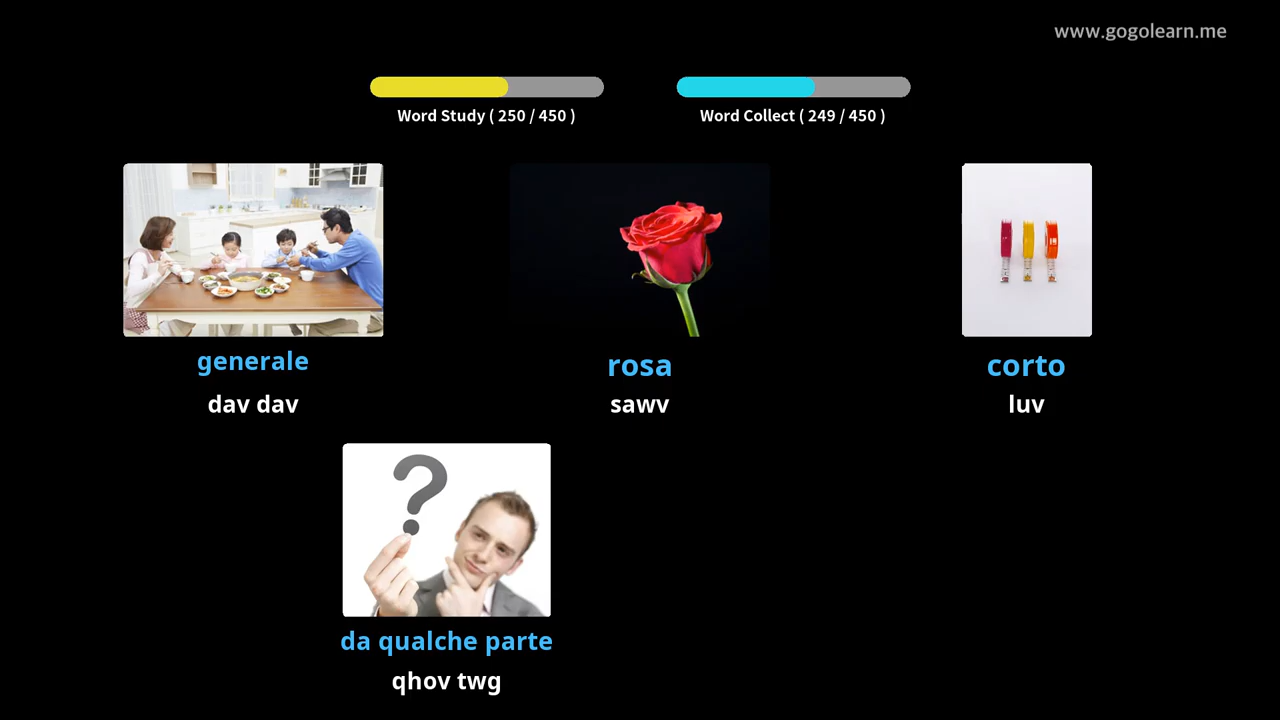 www.gogolearn.me
Word Study ( 250 / 450 )
Word Collect ( 249 / 450 )
generale
dav dav
rosa
sawv
corto
luv
?
da qualche parte
qhov twg